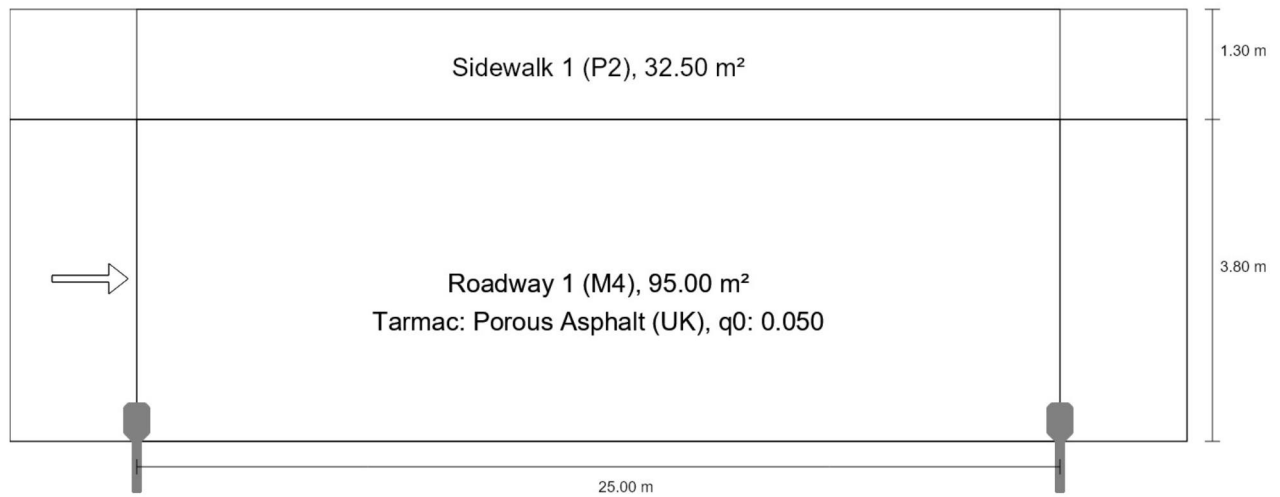 1.30 m
Sidewalk 1 (P2), 32.50 m²
3.80 m
Roadway 1 (M4), 95.00 m²
Tarmac: Porous Asphalt (UK), q0: 0.050
25.00 m